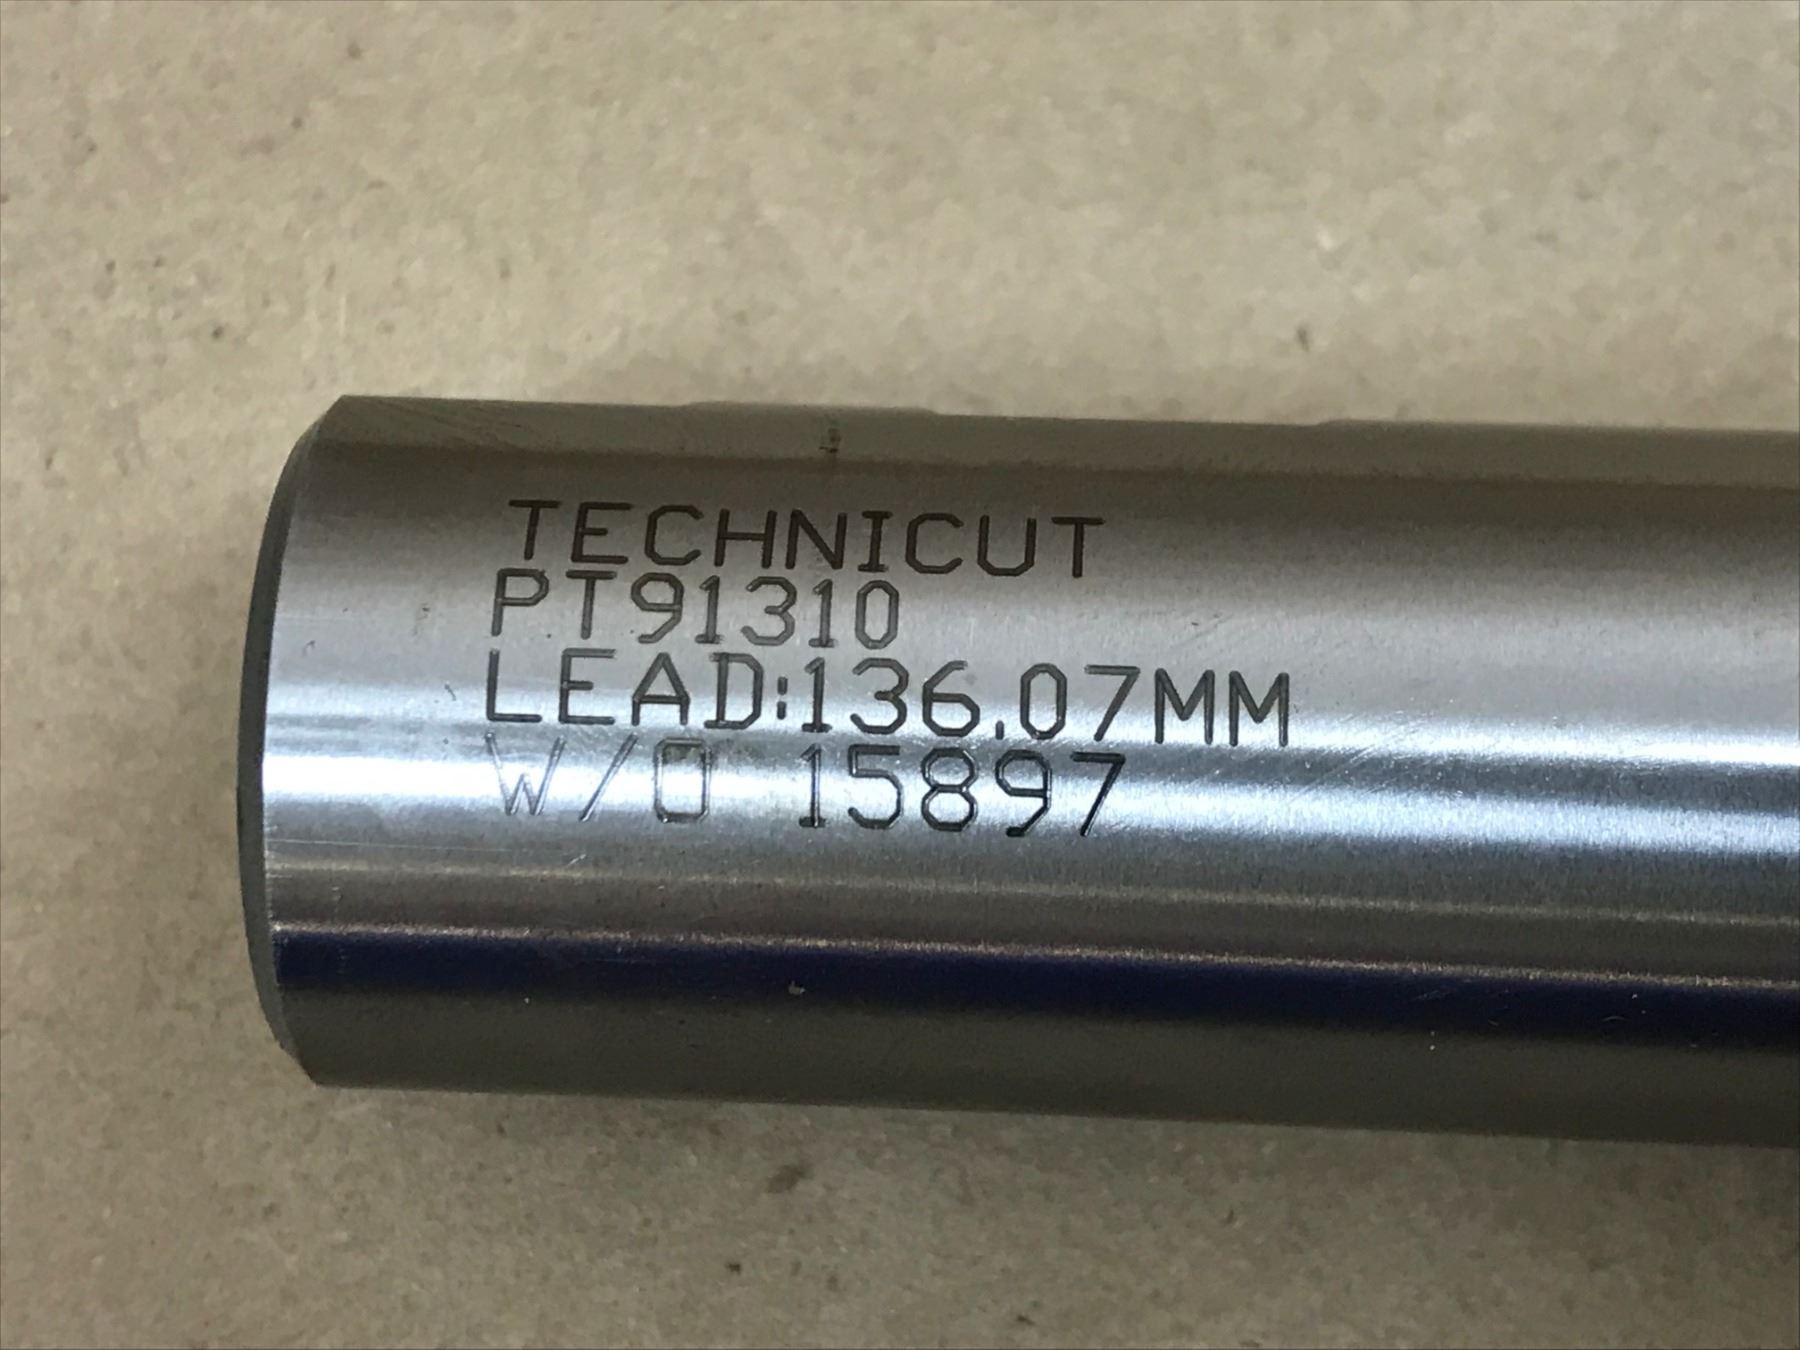 TECHNICUT
PT91310
LEAD:136.07MM
W/O 15897